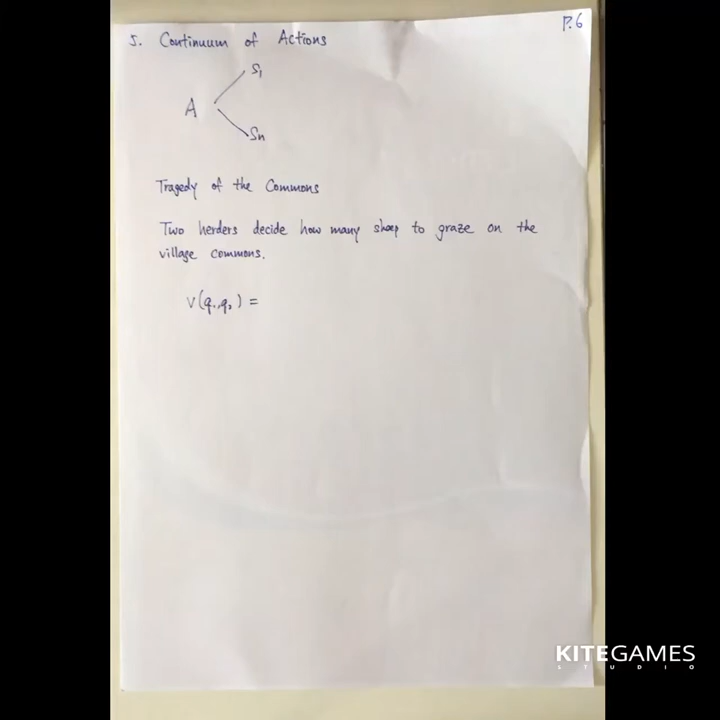 P.6
5. Continuum of Actions
S1
A
Sn
Tragedy of the Commons
Two herders decide how many sheep to graze on the
village commons.
V(q1,q2) =
KITEGAMES
STUDIO